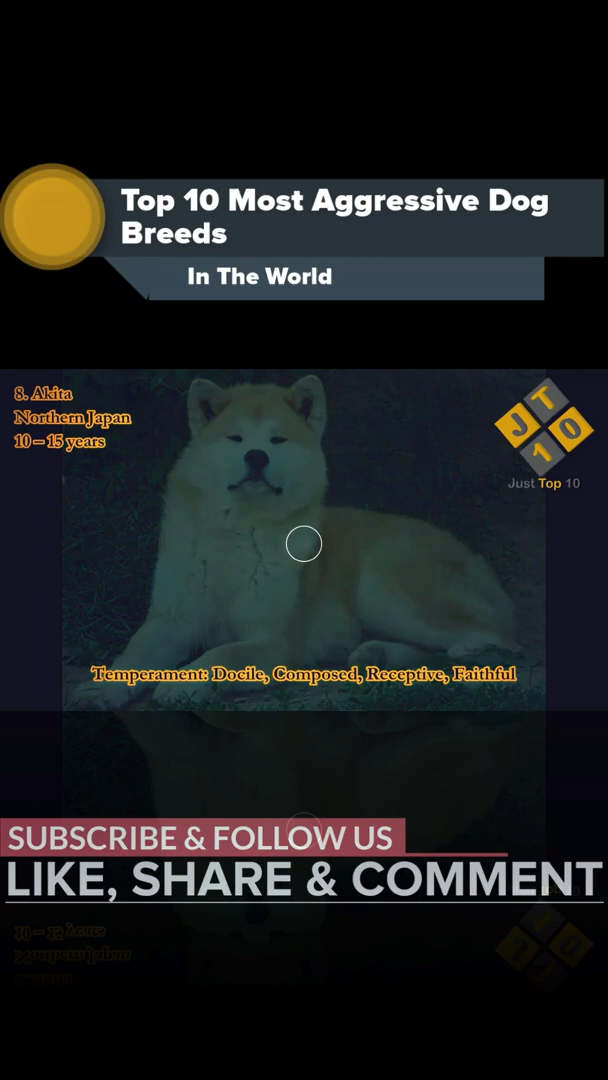 Top 10 Most Aggressive Dog
Breeds
In The World
8. Akita
Northern Japan
10 – 15 years
J T
1 0
Just Top 10
Temperament: Docile, Composed, Receptive, Faithful
SUBSCRIBE & FOLLOW US
LIKE, SHARE & COMMENT